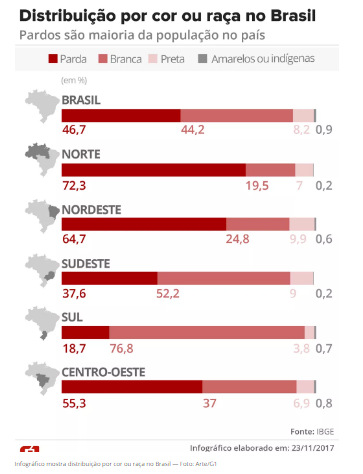 Distribuição por cor ou raça no Brasil
Pardos são maioria da população no país
Parda Branca Preta Amarelos ou indígenas
(em %)
BRASIL
46,7 44,2 8,2 0,9
NORTE
72,3 19,5 7 0,2
NORDESTE
64,7 24,8 9,9 0,6
SUDESTE
37,6 52,2 9 0,2
SUL
18,7 76,8 3,8 0,7
CENTRO-OESTE
55,3 37 6,9 0,8
Fonte: IBGE
G1 Infográfico elaborado em: 23/11/2017
Infográfico mostra distribuição por cor ou raça no Brasil — Foto: Arte/G1